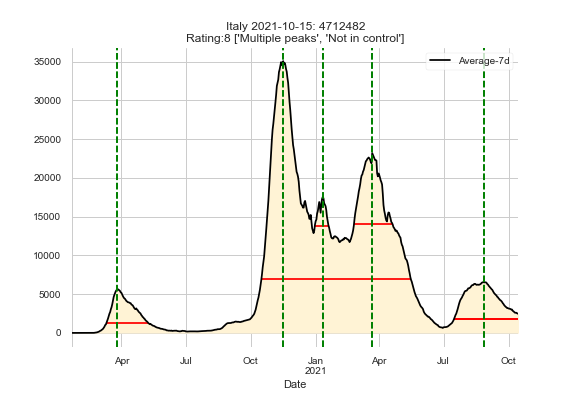 Italy 2021-10-15: 4712482
Rating:8 ['Multiple peaks', 'Not in control']
Average-7d
35000
30000
25000
20000
15000
10000
5000
0
Apr Jul Oct Jan Apr Jul Oct
2021
Date